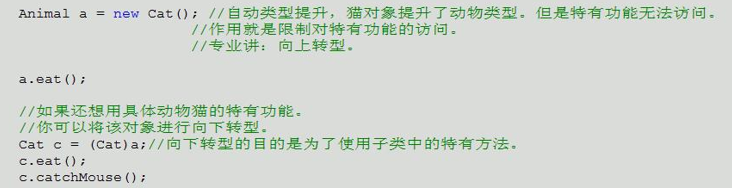 Animal a = new Cat(); //自动类型提升，猫对象提升了动物类型。但是特有功能无法访问。
//作用就是限制对特有功能的访问。
//专业讲：向上转型。
a.eat();
//如果还想用具体动物猫的特有功能。
//你可以将该对象进行向下转型。
Cat c = (Cat)a;//向下转型的目的是为了使用子类中的特有方法。
c.eat();
c.catchMouse();